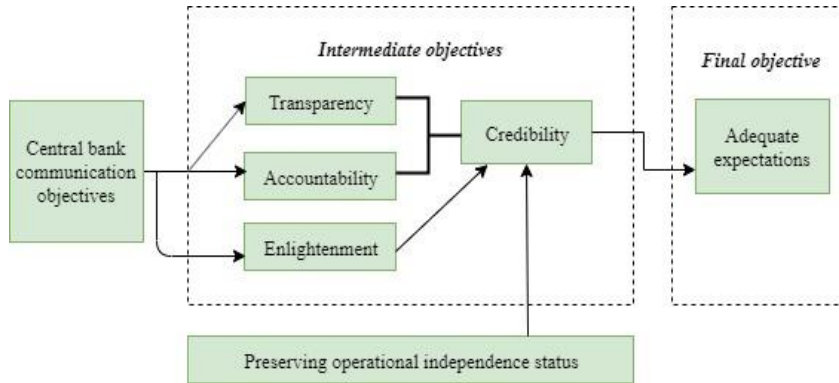 Intermediate objectives
Final objective
Transparency
Central bank
communication
objectives
Accountability
Enlightenment
Credibility
Adequate
expectations
Preserving operational independence status